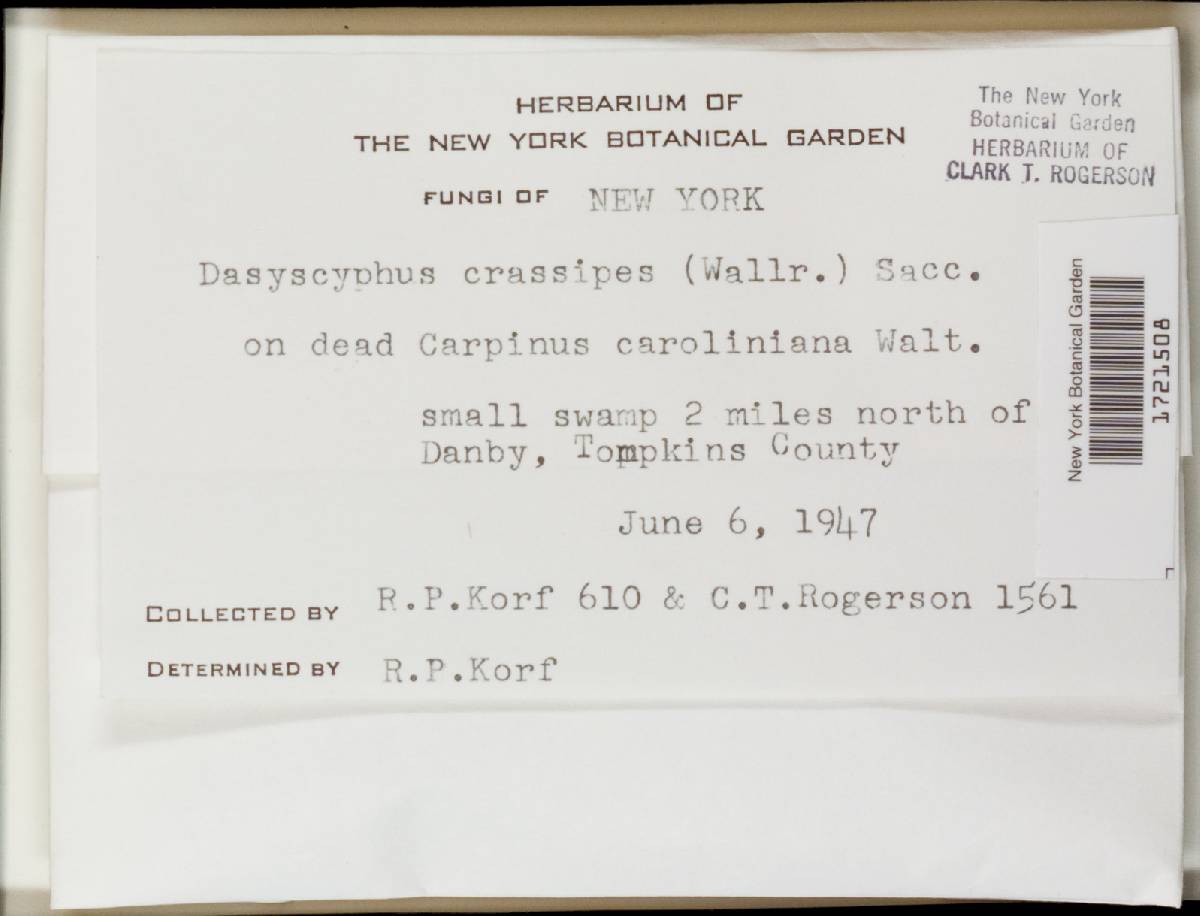 HERBARIUM OF
THE NEW YORK BOTANICAL GARDEN
FUNGI OF NEW YORK
The New York
Botanical Garden
HERBARIUM OF
CLARK T. ROGERSON
Dasyscyphus crassipes (Wallr.) Sacc.
on dead Carpinus caroliniana Walt.
small swamp 2 miles north of
Danby, Tompkins County
June 6, 1947
COLLECTED BY R.P.Korf 610 & C.T.Rogerson 1561
DETERMINED BY R.P.Korf
New York Botanical Garden
1721508